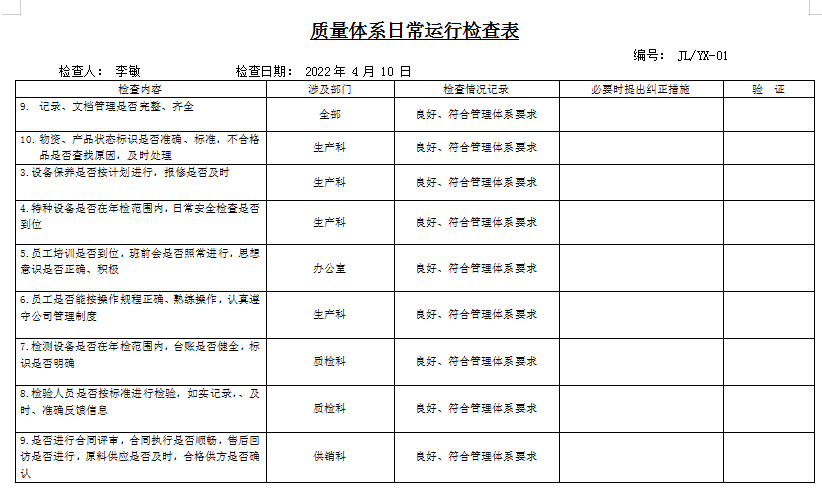 质量体系日常运行检查表
编号： JL/YX-01
检查人： 李敏 检查日期： 2022 年 4 月 10 日
检查内容 涉及部门 检查情况记录 必要时提出纠正措施 验 证
9. 记录、文档管理是否完整、齐全 全部 良好、符合管理体系要求
10. 物资、产品状态标识是否准确、标准，不合格
品是否查找原因，及时处理 生产科 良好、符合管理体系要求
3.设备保养是否按计划进行，报修是否及时 生产科 良好、符合管理体系要求
4.特种设备是否在年检范围内，日常安全检查是否
到位 生产科 良好、符合管理体系要求
5.员工培训是否到位，班前会是否照常进行，思想
意识是否正确、积极 办公室 良好、符合管理体系要求
6.员工是否能按操作规程正确、熟练操作，认真遵
守公司管理制度 生产科 良好、符合管理体系要求
7.检测设备是否在年检范围内，台账是否健全，标
识是否明确 质检科 良好、符合管理体系要求
8.检验人员是否按标准进行检验，如实记录，、及
时、准确反馈信息 质检科 良好、符合管理体系要求
9.是否进行合同评审，合同执行是否顺畅，售后回
访是否进行，原料供应是否及时，合格供方是否确
认 供销科 良好、符合管理体系要求